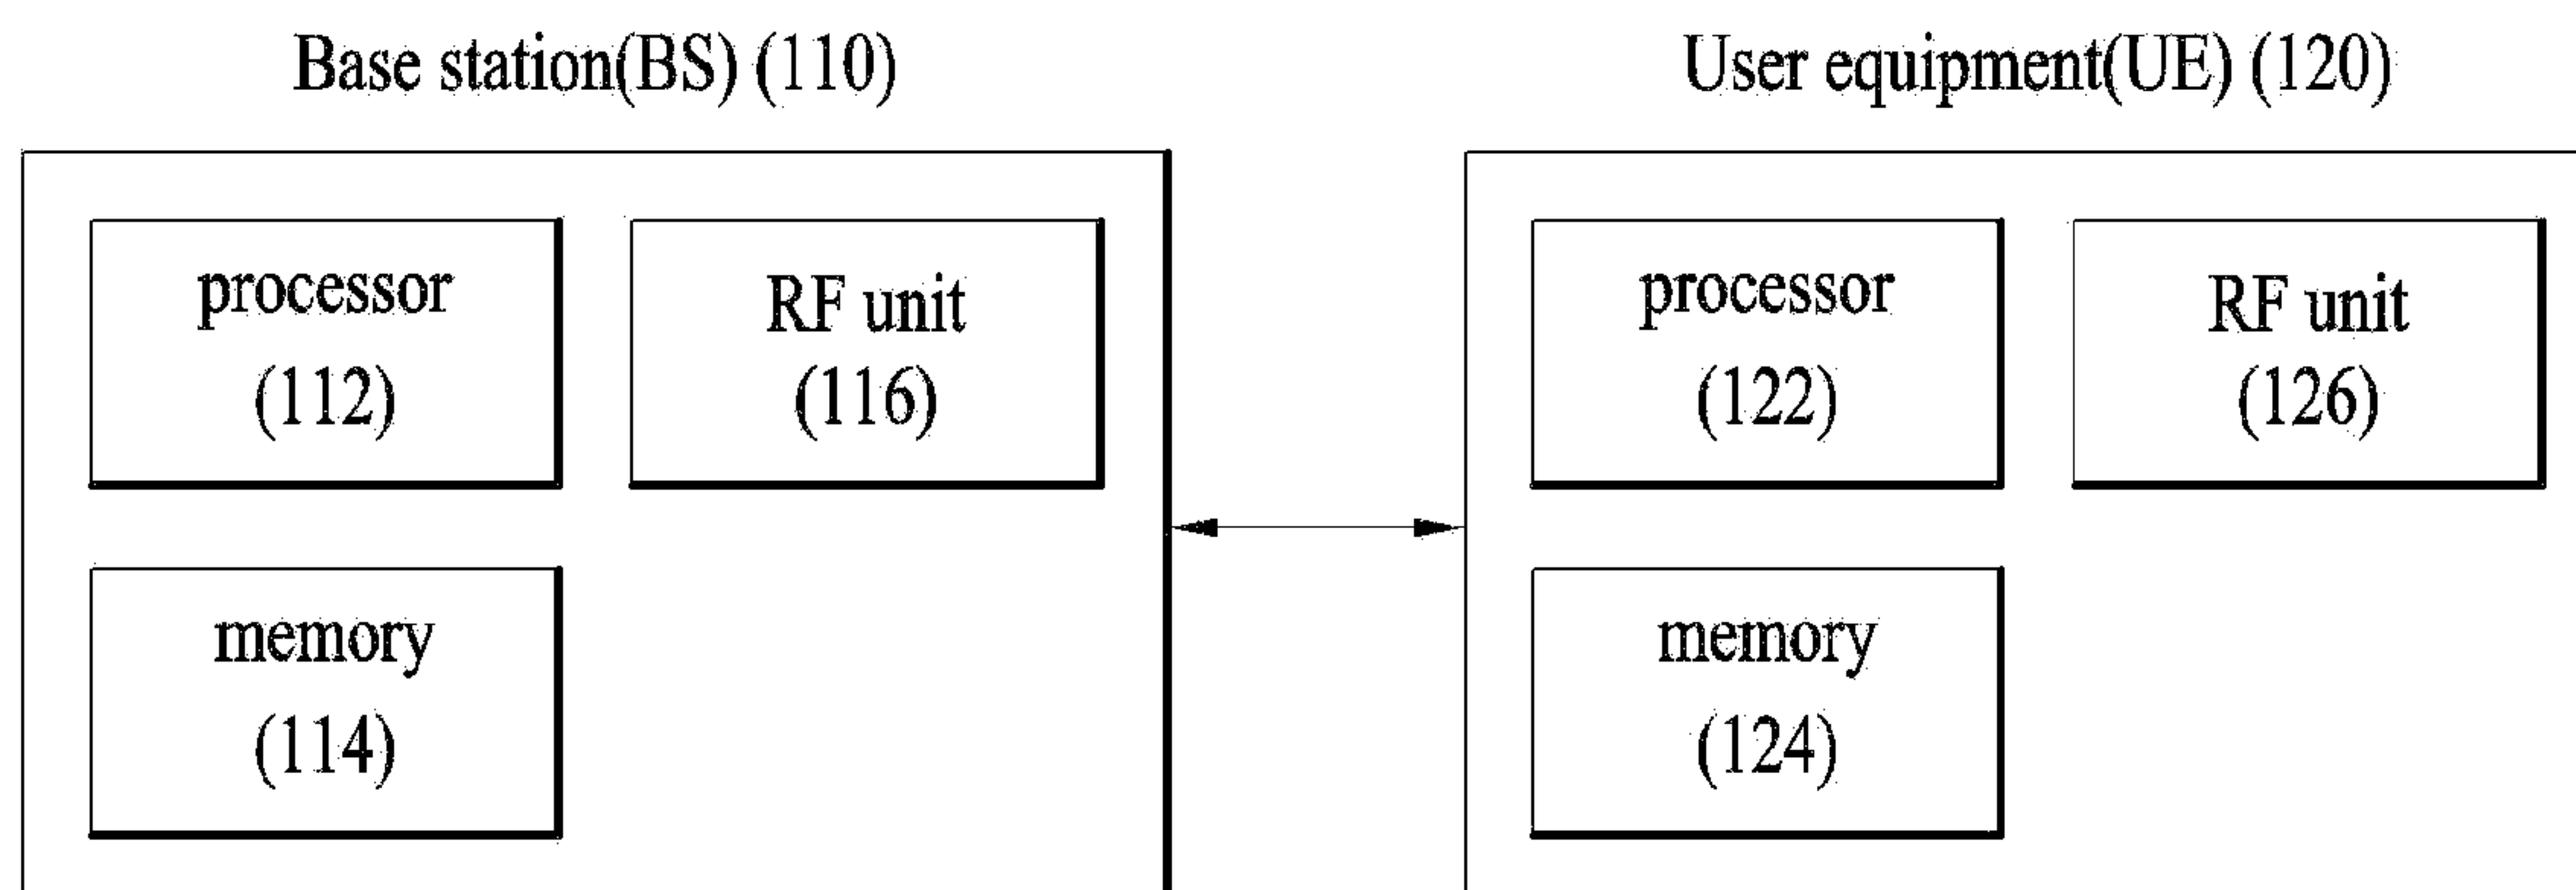 Base station(BS) (110)
processor
(112)
RF unit
(116)
memory
(114)
User equipment(UE) (120)
processor
(122)
RF unit
(126)
memory
(124)